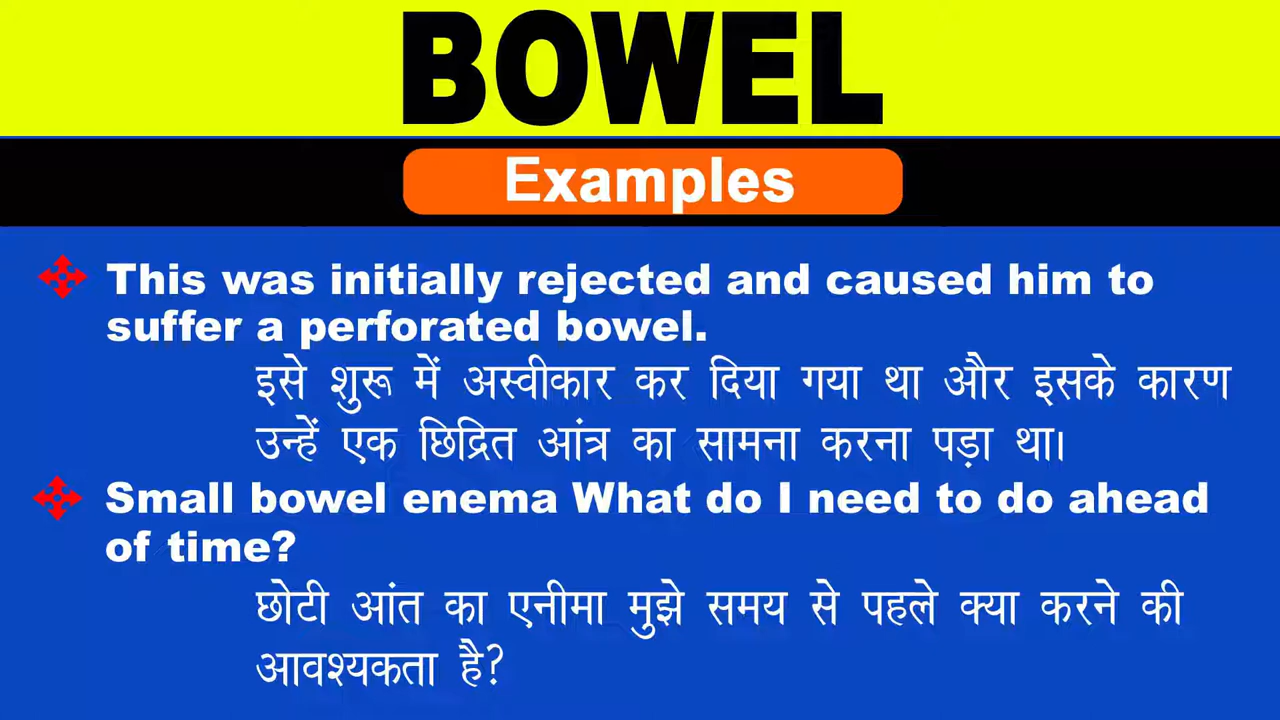 BOWEL
Examples
This was initially rejected and caused him to
suffer a perforated bowel.
इसे शुरू में अस्वीकार कर दिया गया था और इसके कारण
उन्हें एक छिद्रित आंत्र का सामना करना पड़ा था।
Small bowel enema What do I need to do ahead
of time?
छोटी आंत का एनीमा मुझे समय से पहले क्या करने की
आवश्यकता है?